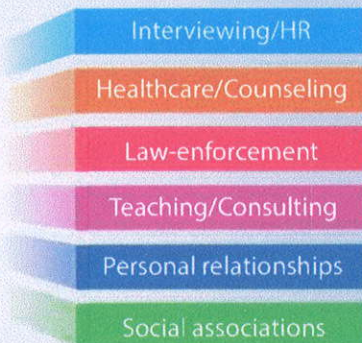 Interviewing/HR
Healthcare/Counseling
Law-enforcement
Teaching/Consulting
Personal relationships
Social associations